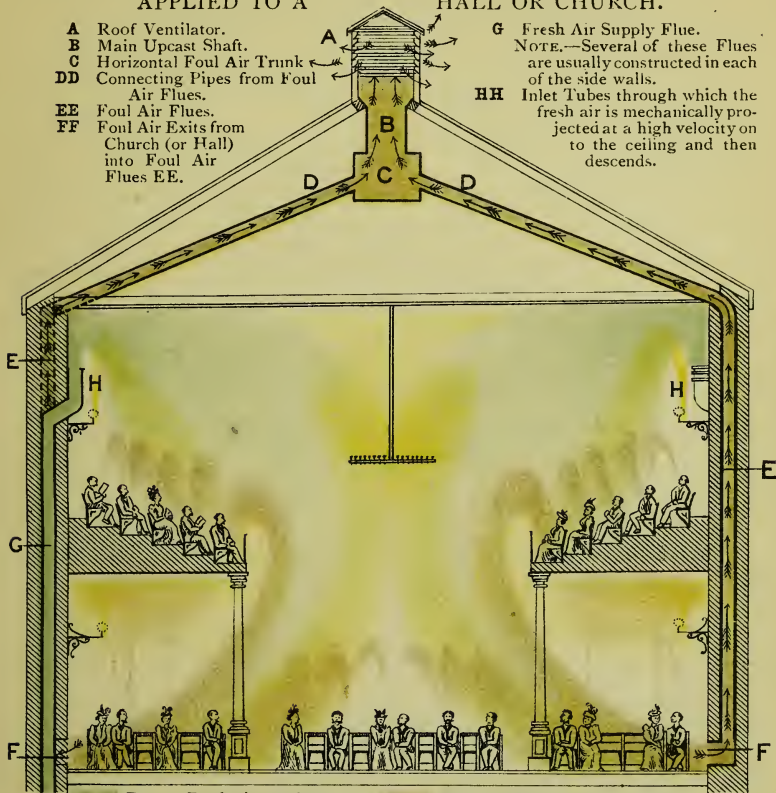 APPLIED TO A HALL OR CHURCH.
A Roof Ventilator.
B Main Upcast Shaft.
C Horizontal Foul Air Trunk
DD Connecting Pipes from Foul
Air Flues.
EE Foul Air Flues.
FF Foul Air Exits from
Church (or Hall)
into Foul Air
Flues EE.
G Fresh Air Supply Flue.
NOTE.—Several of these Flues
are usually constructed in each
of the side walls.
HH Inlet Tubes through which the
fresh air is mechanically pro-
jected at a high velocity on
to the ceiling and then
descends.
A
B
C
D
D
E
H
H
E
G
F
F